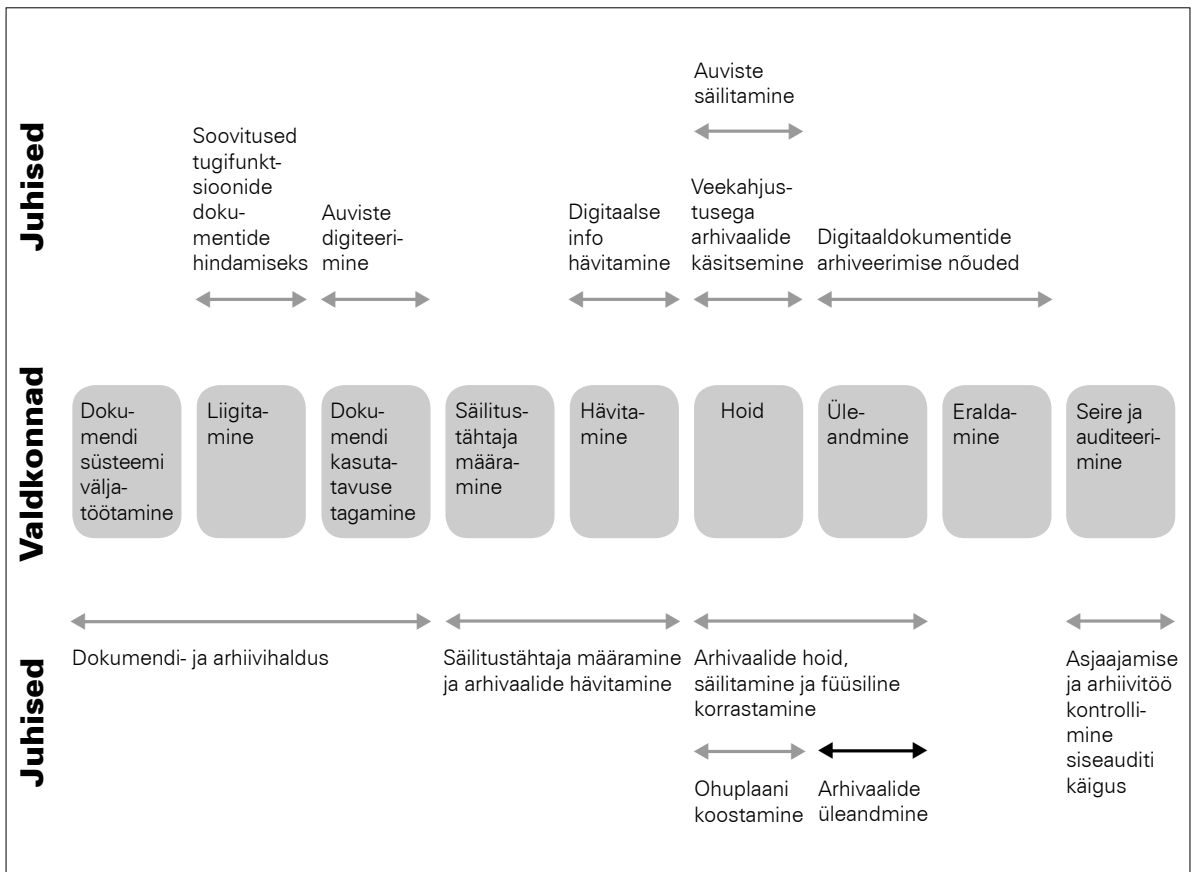 Juhised
Auviste
säilitamine
Soovitused
tugifunkt-
sioonide
doku-
mentide
hindamiseks
Auviste
digiteeri-
mine
Digitaalse
info
hävitamine
Veekahjus-
tusega
arhivaalide
käsitsemine
Digitaaldokumentide
arhiveerimise nõuded
Valdkonnad
Doku-
mendi
süsteemi
välja-
töötamine
Liigita-
mine
Doku-
mendi
kasuta-
tavuse
tagamine
Säilitus-
tähtaja
määra-
mine
Hävita-
mine
Hoid
Üle-
andmine
Eralda-
mine
Seire ja
auditeeri-
mine
Juhised
Dokumendi- ja arhiivihaldus
Säilitustähtaja määramine
ja arhivaalide hävitamine
Arhivaalide hoid,
säilitamine ja füüsiline
korrastamine
Ohuplaani
koostamine
Arhivaalide
üleandmine
Asjaajamise
ja arhiivitöö
kontrolli-
mine
siseauditi
käigus